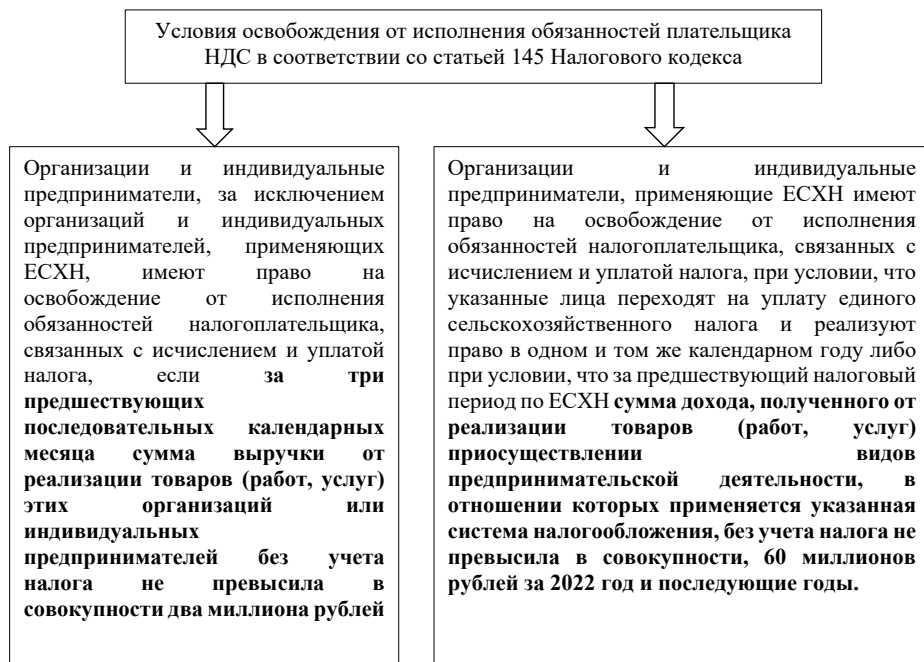 Условия освобождения от исполнения обязанностей плательщика
НДС в соответствии со статьей 145 Налогового кодекса
Организации и индивидуальные
предприниматели, за исключением
организаций и индивидуальных
предпринимателей, применяющих
ЕСХН, имеют право на
освобождение от исполнения
обязанностей налогоплательщика,
связанных с исчислением и уплатой
налога, если за три
предшествующих
последовательных календарных
месяца сумма выручки от
реализации товаров (работ, услуг)
этих организаций или
индивидуальных
предпринимателей без учета
налога не превысила в
совокупности два миллиона рублей
Организации и индивидуальные
предприниматели, применяющие ЕСХН имеют
право на освобождение от исполнения
обязанностей налогоплательщика, связанных с
исчислением и уплатой налога, при условии, что
указанные лица переходят на уплату единого
сельскохозяйственного налога и реализуют
право в одном и том же календарном году либо
при условии, что за предшествующий налоговый
период по ЕСХН сумма дохода, полученного от
реализации товаров (работ, услуг)
приосуществлении видов
предпринимательской деятельности, в
отношении которых применяется указанная
система налогообложения, без учета налога не
превысила в совокупности, 60 миллионов
рублей за 2022 год и последующие годы.